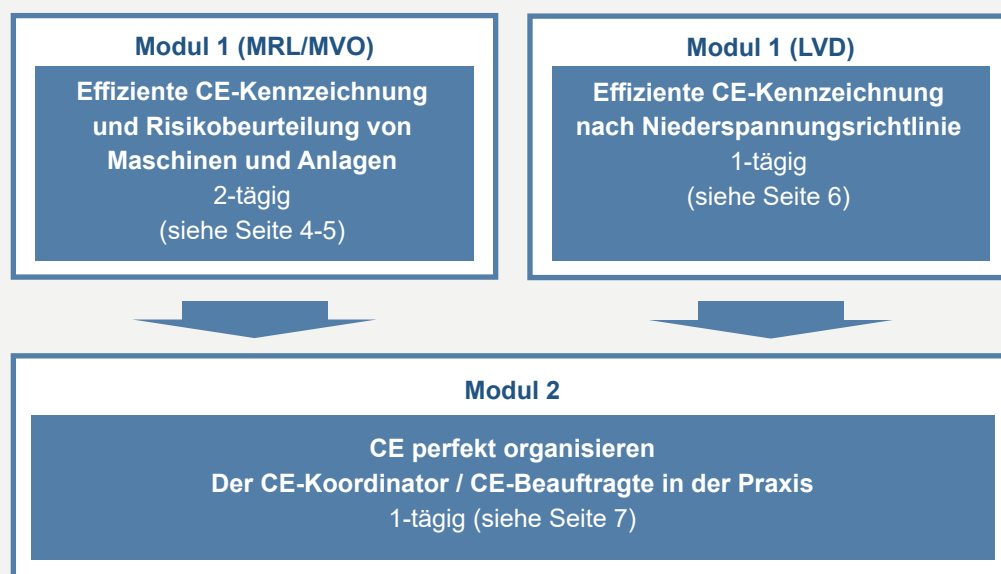 Modul 1 (MRL/MVO)
Effiziente CE-Kennzeichnung
und Risikobeurteilung von
Maschinen und Anlagen
2-tägig
(siehe Seite 4-5)
Modul 1 (LVD)
Effiziente CE-Kennzeichnung
nach Niederspannungsrichtlinie
1-tägig
(siehe Seite 6)
Modul 2
CE perfekt organisieren
Der CE-Koordinator / CE-Beauftragte in der Praxis
1-tägig (siehe Seite 7)